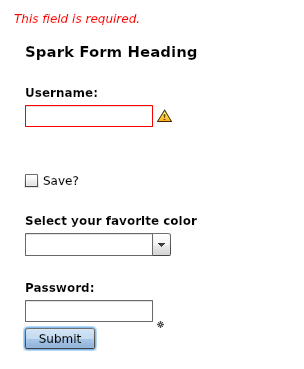 This field is required.
Spark Form Heading
Username:
Save?
Select your favorite color
Password:
Submit